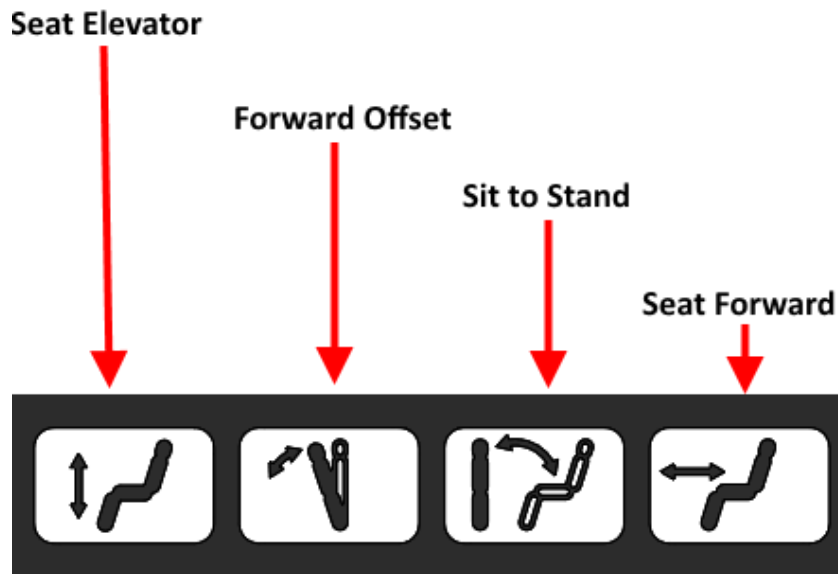 Seat Elevator
Forward Offset
Sit to Stand
Seat Forward